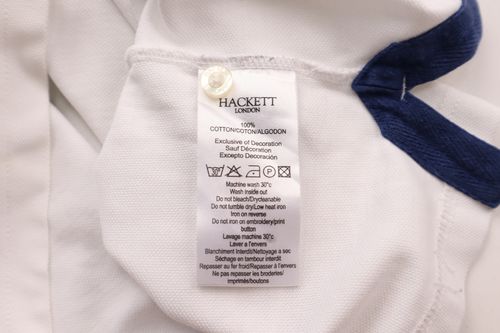 HACKETT
LONDON
100%
COTTON/COTON/ALGODON
Exclusive of Decoration
Sauf Décoration
Excepto Decoración
Machine wash 30°c
Wash inside out
Do not bleach/Drycleanable
Do not tumble dry/Low heat iron
Iron on reverse
Do not iron on embroidery/print
button
Lavage machine 30°c
Laver a l'envers
Blanchiment Interdit/Nettoyage a sec
Séchage en tambour interdit
Repasser au fer froid/Repasser à l'envers
Ne pas repasser les broderies/
imprimés/boutons